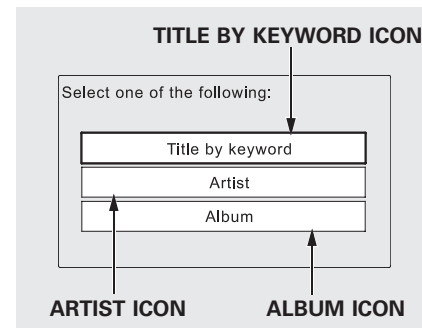 TITLE BY KEYWORD ICON
Select one of the following:
Title by keyword
Artist
Album
ARTIST ICON
ALBUM ICON